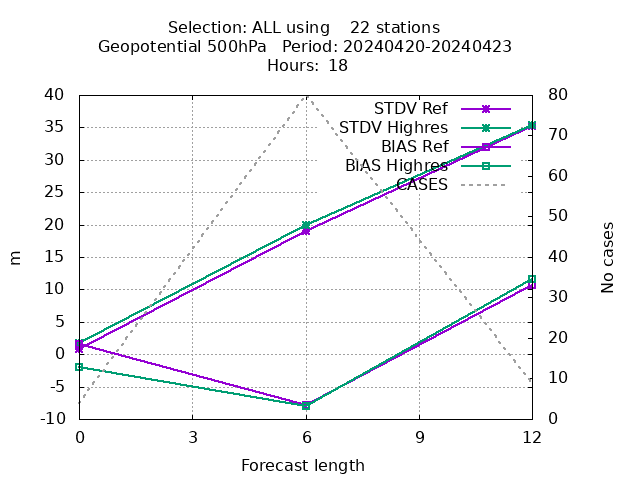 Selection: ALL using    22 stations
Geopotential 500hPa   Period: 20240420-20240423
Hours:  18
STDV Ref
STDV Highres
BIAS Ref
BIAS Highres
CASES
40
35
30
25
20
15
10
5
0
-5
-10
m
80
70
60
50
40
30
20
10
0
No cases
0 3 6 9 12
Forecast length